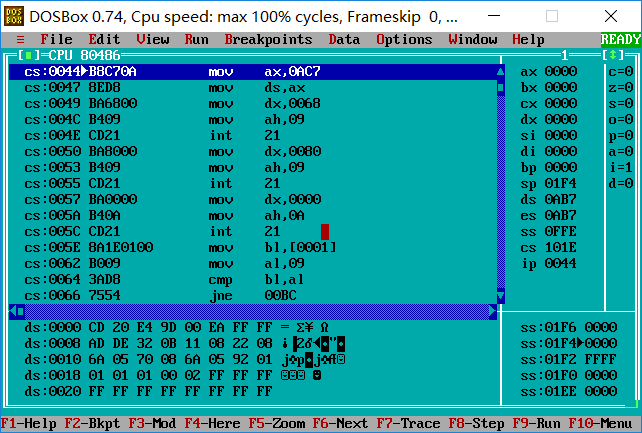 DOSBox 0.74, Cpu speed: max 100% cycles, Frameskip 0, ...
≡ File Edit View Run Breakpoints Data Options Window Help READY
[■] CPU 80486 1 [↕]
cs:0044►B8C70A mov ax,0AC7 ax 0000 c=0
cs:0047 8ED8 mov ds,ax bx 0000 z=0
cs:0049 BA6800 mov dx,0068 cx 0000 s=0
cs:004C B409 mov ah,09 dx 0000 o=0
cs:004E CD21 int 21 si 0000 p=0
cs:0050 BA8000 mov dx,0080 di 0000 a=0
cs:0053 B409 mov ah,09 bp 0000 i=1
cs:0055 CD21 int 21 sp 01F4 d=0
cs:0057 BA0000 mov dx,0000 ds 0AB7
cs:005A B40A mov ah,0A es 0AB7
cs:005C CD21 int 21 ss 0FFE
cs:005E 8A1E0100 mov bl,[0001] cs 101E
cs:0062 B009 mov al,09 ip 0044
cs:0064 3AD8 cmp bl,al
cs:0066 7554 jne 00BC
ds:0000 CD 20 E4 9D 00 EA FF FF = Σ¥ Ω ss:01F6 0000
ds:0008 AD DE 32 0B 11 08 22 08 ss:01F4►0000
ds:0010 6A 05 70 08 6A 05 92 01 ss:01F2 FFFF
ds:0018 01 01 01 00 02 FF FF FF ☺☺☺ ☻ ss:01F0 0000
ds:0020 FF FF FF FF FF FF FF FF ss:01EE 0000
F1-Help F2-Bkpt F3-Mod F4-Here F5-Zoom F6-Next F7-Trace F8-Step F9-Run F10-Menu